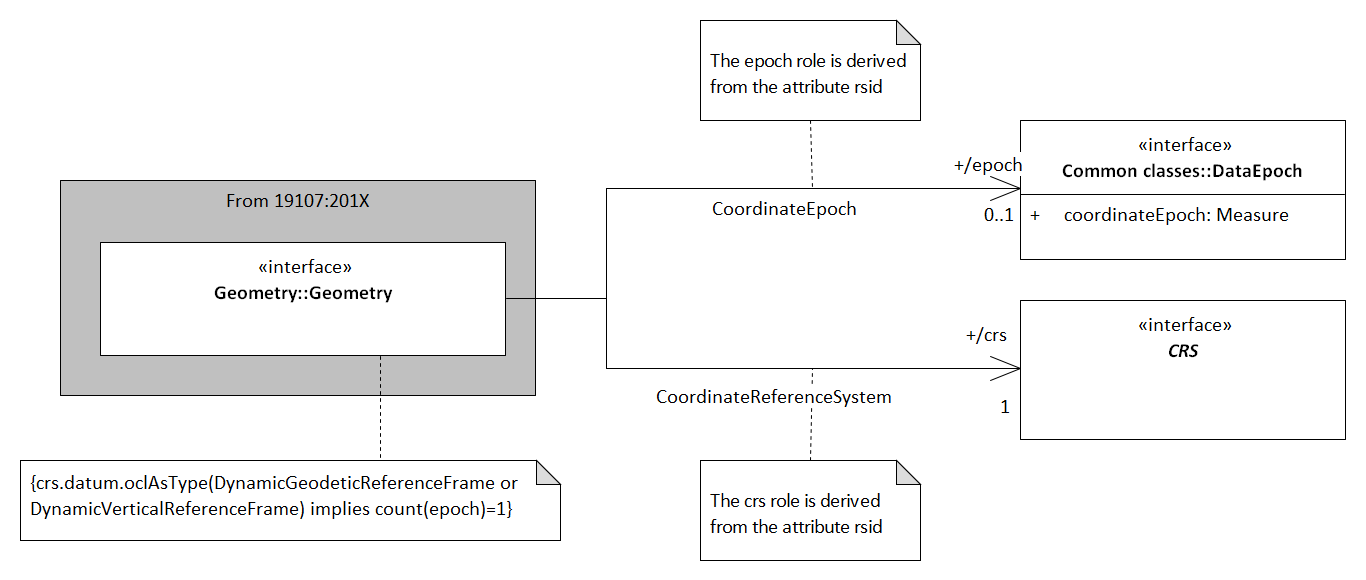 The epoch role is derived
from the attribute rsid
+/epoch
«interface»
Common classes::DataEpoch
CoordinateEpoch
0..1
+ coordinateEpoch: Measure
From 19107:201X
«interface»
Geometry::Geometry
+/crs
«interface»
CRS
CoordinateReferenceSystem
1
{crs.datum.oclAsType(DynamicGeodeticReferenceFrame or
DynamicVerticalReferenceFrame) implies count(epoch)=1}
The crs role is derived
from the attribute rsid